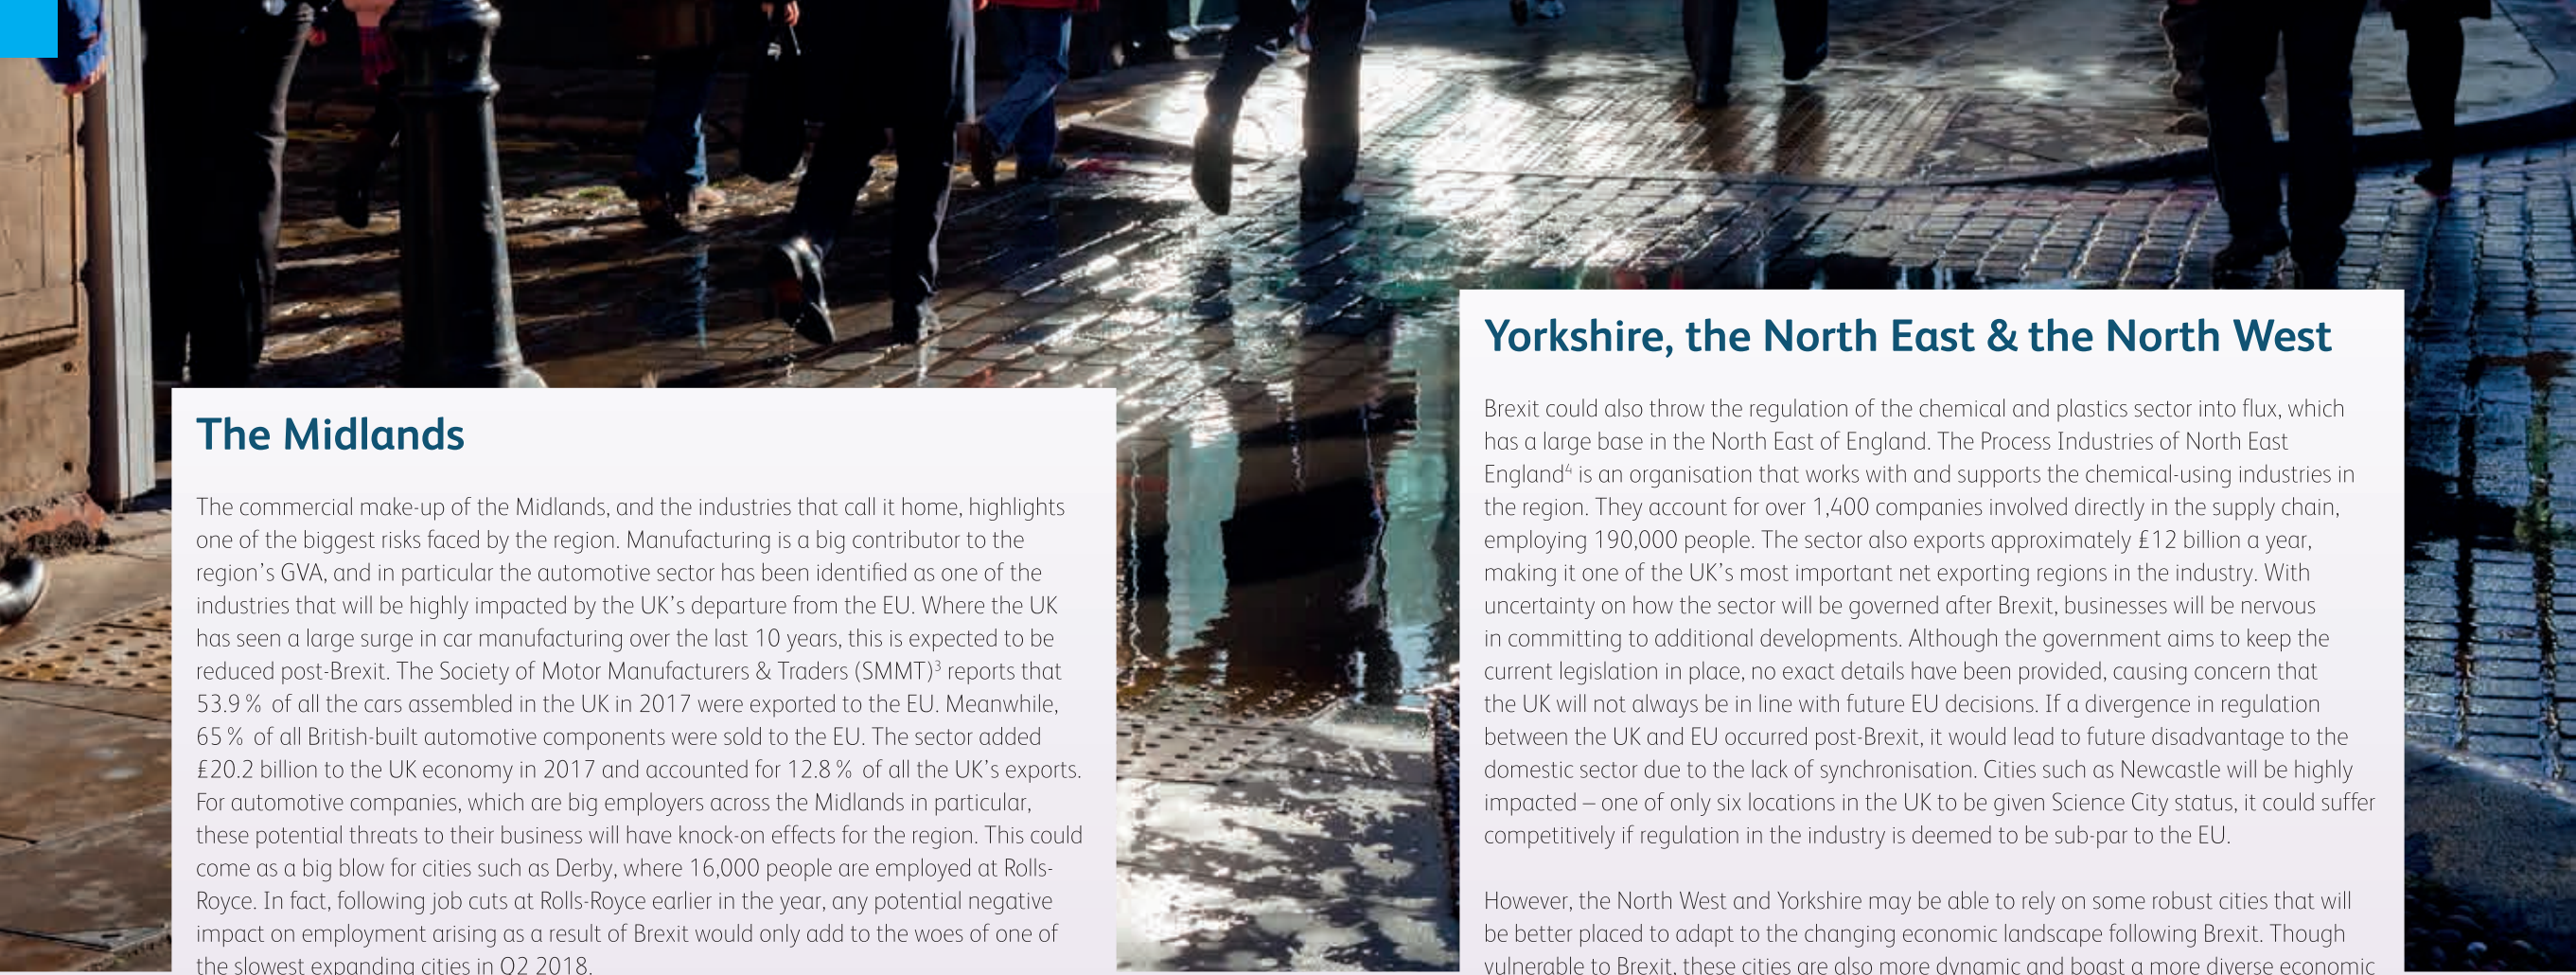 The Midlands
The commercial make-up of the Midlands, and the industries that call it home, highlights
one of the biggest risks faced by the region. Manufacturing is a big contributor to the
region’s GVA, and in particular the automotive sector has been identified as one of the
industries that will be highly impacted by the UK’s departure from the EU. Where the UK
has seen a large surge in car manufacturing over the last 10 years, this is expected to be
reduced post-Brexit. The Society of Motor Manufacturers & Traders (SMMT)³ reports that
53.9 % of all the cars assembled in the UK in 2017 were exported to the EU. Meanwhile,
65 % of all British-built automotive components were sold to the EU. The sector added
£20.2 billion to the UK economy in 2017 and accounted for 12.8 % of all the UK’s exports.
For automotive companies, which are big employers across the Midlands in particular,
these potential threats to their business will have knock-on effects for the region. This could
come as a big blow for cities such as Derby, where 16,000 people are employed at Rolls-
Royce. In fact, following job cuts at Rolls-Royce earlier in the year, any potential negative
impact on employment arising as a result of Brexit would only add to the woes of one of
the slowest expanding cities in Q2 2018.
Yorkshire, the North East & the North West
Brexit could also throw the regulation of the chemical and plastics sector into flux, which
has a large base in the North East of England. The Process Industries of North East
England⁴ is an organisation that works with and supports the chemical-using industries in
the region. They account for over 1,400 companies involved directly in the supply chain,
employing 190,000 people. The sector also exports approximately £12 billion a year,
making it one of the UK’s most important net exporting regions in the industry. With
uncertainty on how the sector will be governed after Brexit, businesses will be nervous
in committing to additional developments. Although the government aims to keep the
current legislation in place, no exact details have been provided, causing concern that
the UK will not always be in line with future EU decisions. If a divergence in regulation
between the UK and EU occurred post-Brexit, it would lead to future disadvantage to the
domestic sector due to the lack of synchronisation. Cities such as Newcastle will be highly
impacted – one of only six locations in the UK to be given Science City status, it could suffer
competitively if regulation in the industry is deemed to be sub-par to the EU.
However, the North West and Yorkshire may be able to rely on some robust cities that will
be better placed to adapt to the changing economic landscape following Brexit. Though
vulnerable to Brexit, these cities are also more dynamic and boast a more diverse economic